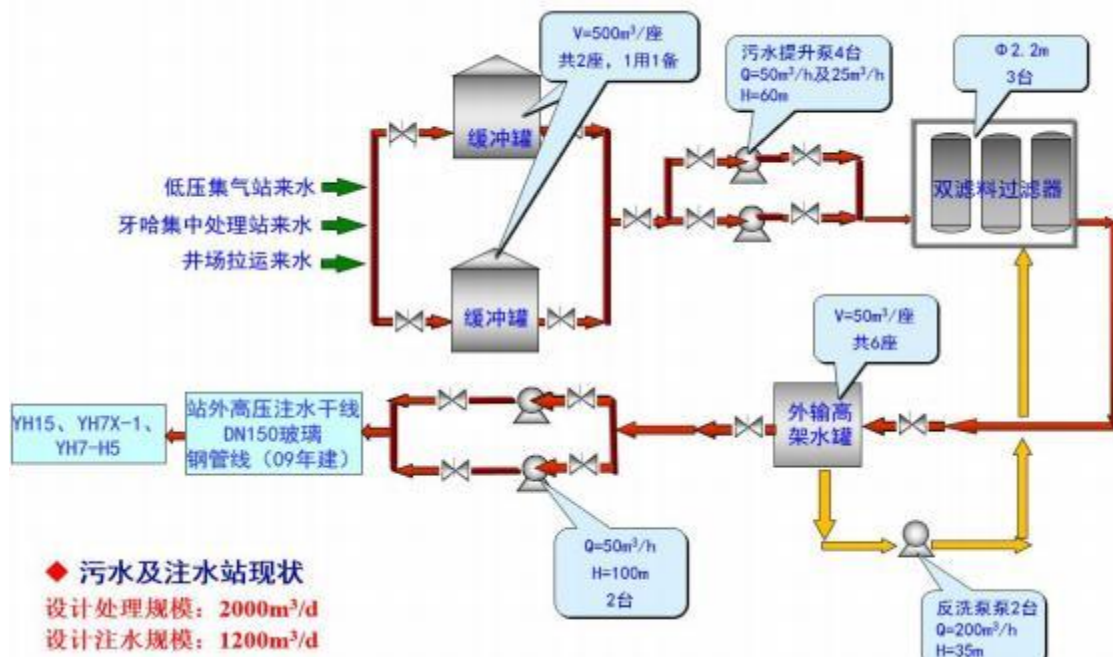 V=500m³/座
共2座，1用1备
污水提升泵4台
Q=50m³/h及25m³/h
H=60m
Φ2.2m
3台
缓冲罐
双滤料过滤器
低压集气站来水
牙哈集中处理站来水
井场拉运来水
缓冲罐
V=50m³/座
共6座
外输高
架水罐
YH15、YH7X-1、
YH7-H5
站外高压注水干线
DN150玻璃
钢管线（09年建）
Q=50m³/h
H=100m
2台
反洗泵泵2台
Q=200m³/h
H=35m
◆ 污水及注水站现状
设计处理规模：2000m³/d
设计注水规模：1200m³/d